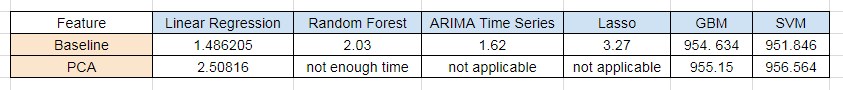 Feature Linear Regression Random Forest ARIMA Time Series Lasso GBM SVM
Baseline 1.486205 2.03 1.62 3.27 954. 634 951.846
PCA 2.50816 not enough time not applicable not applicable 955.15 956.564